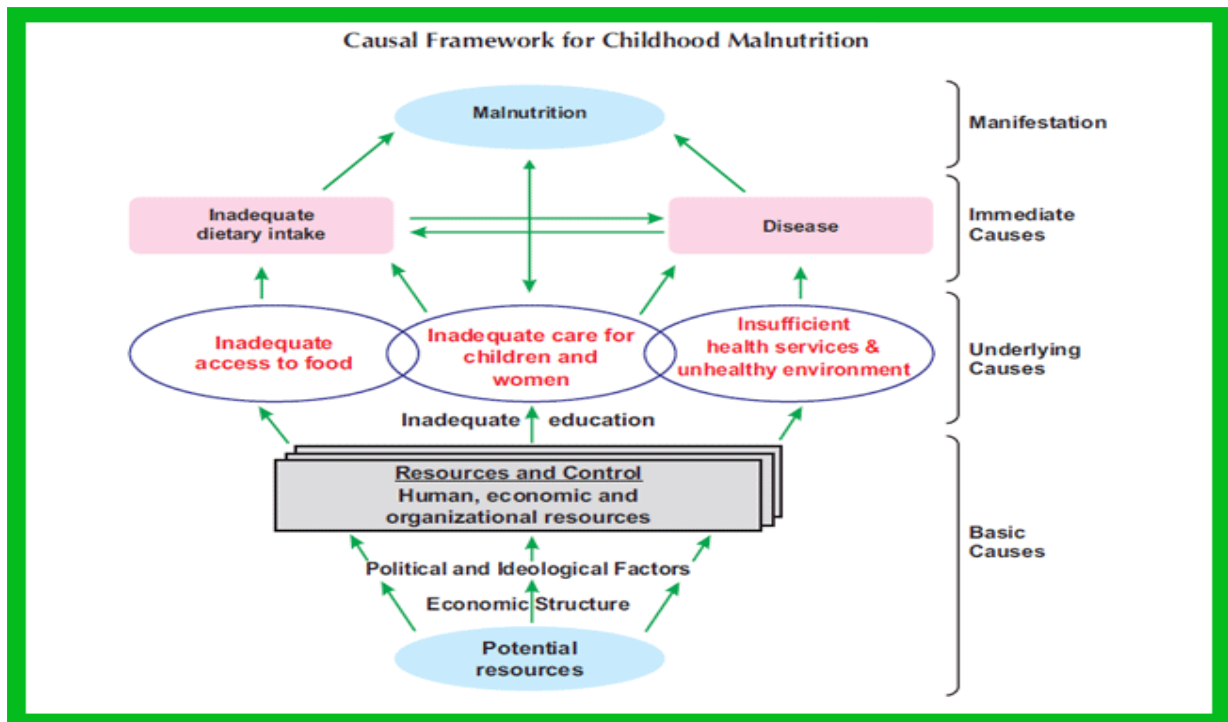 Causal Framework for Childhood Malnutrition
Malnutrition
Manifestation
Inadequate
dietary intake
Disease
Immediate
Causes
Inadequate
access to food
Inadequate care for
children and
women
Insufficient
health services &
unhealthy environment
Underlying
Causes
Inadequate education
Resources and Control
Human, economic and
organizational resources
Political and Ideological Factors
Economic Structure
Potential
resources
Basic
Causes